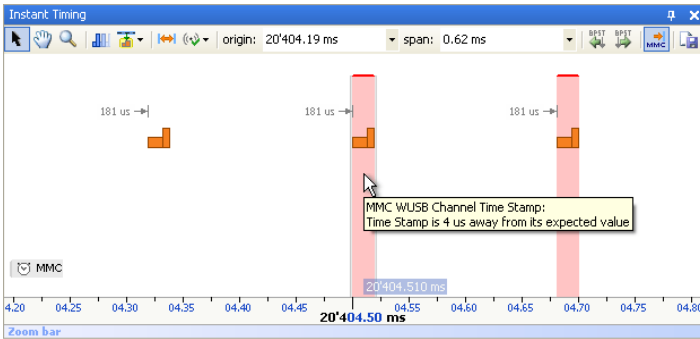 Instant Timing
origin: 20'404.19 ms span: 0.62 ms BPST BPST MMC
181 us 181 us 181 us
MMC WUSB Channel Time Stamp:
Time Stamp is 4 us away from its expected value
MMC
20'404.510 ms
4.20 04.25 04.30 04.35 04.40 04.45 04.55 04.60 04.65 04.70 04.75 04.80
20'404.50 ms
Zoom bar